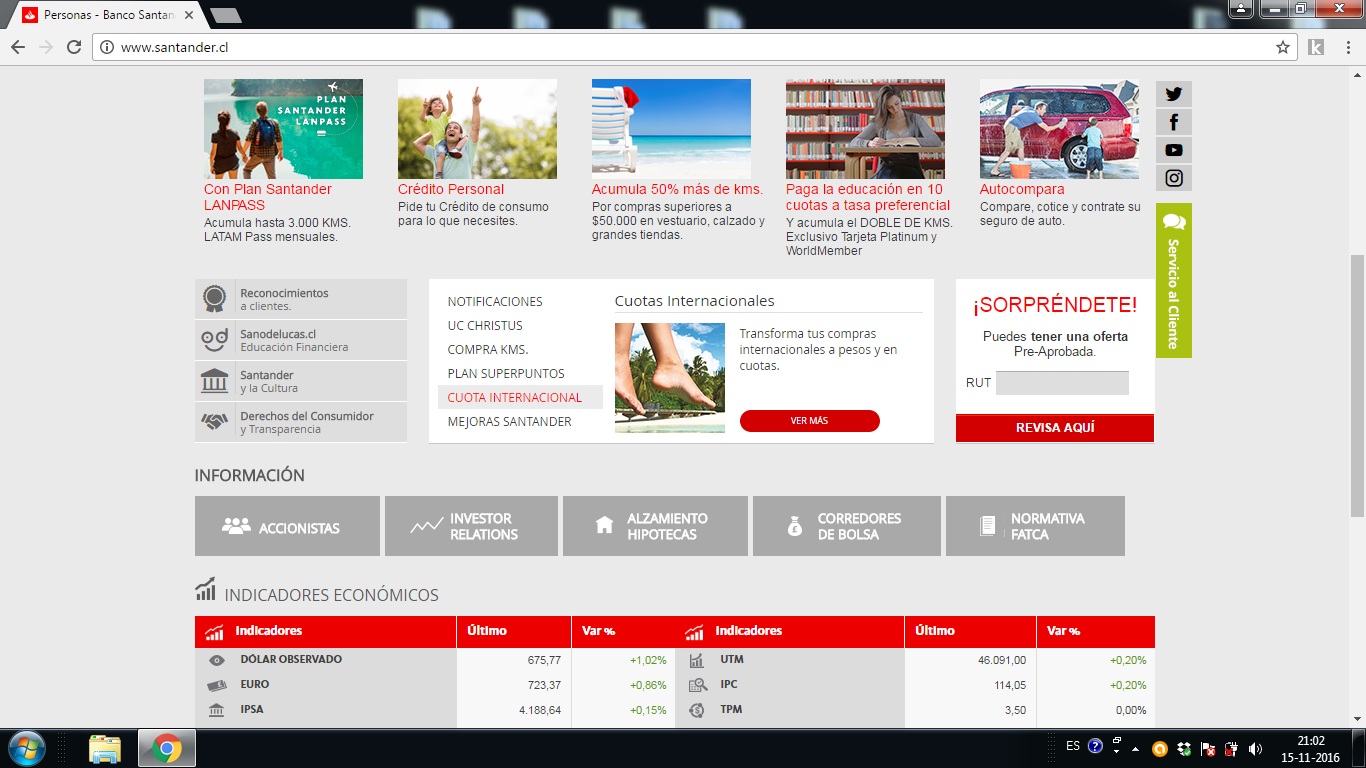 Personas - Banco Santan
www.santander.cl
PLAN
SANTANDER
LANPASS
Con Plan Santander
LANPASS
Acumula hasta 3.000 KMS.
LATAM Pass mensuales.
Crédito Personal
Pide tu Crédito de consumo
para lo que necesites.
Acumula 50% más de kms.
Por compras superiores a
$50.000 en vestuario, calzado y
grandes tiendas.
Paga la educación en 10
cuotas a tasa preferencial
Y acumula el DOBLE DE KMS.
Exclusivo Tarjeta Platinum y
WorldMember
Autocompara
Compare, cotice y contrate su
seguro de auto.
Servicio al Cliente
Reconocimientos
a clientes.
Sanodelucas.cl
Educación Financiera
Santander
y la Cultura
Derechos del Consumidor
y Transparencia
NOTIFICACIONES
UC CHRISTUS
COMPRA KMS.
PLAN SUPERPUNTOS
CUOTA INTERNACIONAL
MEJORAS SANTANDER
Cuotas Internacionales
Transforma tus compras
internacionales a pesos y en
cuotas.
VER MÁS
¡SORPRÉNDETE!
Puedes tener una oferta
Pre-Aprobada.
RUT
REVISA AQUÍ
INFORMACIÓN
ACCIONISTAS
INVESTOR
RELATIONS
ALZAMIENTO
HIPOTECAS
CORREDORES
DE BOLSA
NORMATIVA
FATCA
INDICADORES ECONÓMICOS
Indicadores Último Var % Indicadores Último Var %
DÓLAR OBSERVADO 675,77 +1,02% UTM 46.091,00 +0,20%
EURO 723,37 +0,86% IPC 114,05 +0,20%
IPSA 4.188,64 +0,15% TPM 3,50 0,00%
ES
21:02
15-11-2016